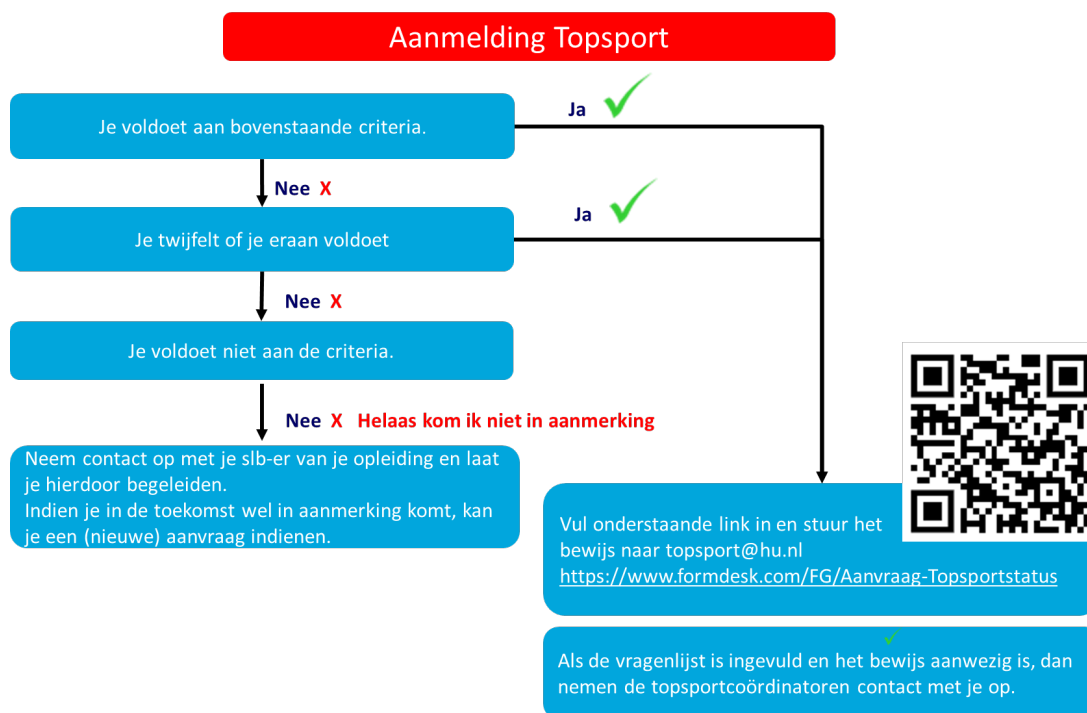 Aanmelding Topsport
Je voldoet aan bovenstaande criteria.
Ja
Nee X
Je twijfelt of je eraan voldoet
Ja
Nee X
Je voldoet niet aan de criteria.
Nee X Helaas kom ik niet in aanmerking
Neem contact op met je slb-er van je opleiding en laat
je hierdoor begeleiden.
Indien je in de toekomst wel in aanmerking komt, kan
je een (nieuwe) aanvraag indienen.
Vul onderstaande link in en stuur het
bewijs naar topsport@hu.nl
https://www.formdesk.com/FG/Aanvraag-Topsportstatus
Als de vragenlijst is ingevuld en het bewijs aanwezig is, dan
nemen de topsportcoördinatoren contact met je op.